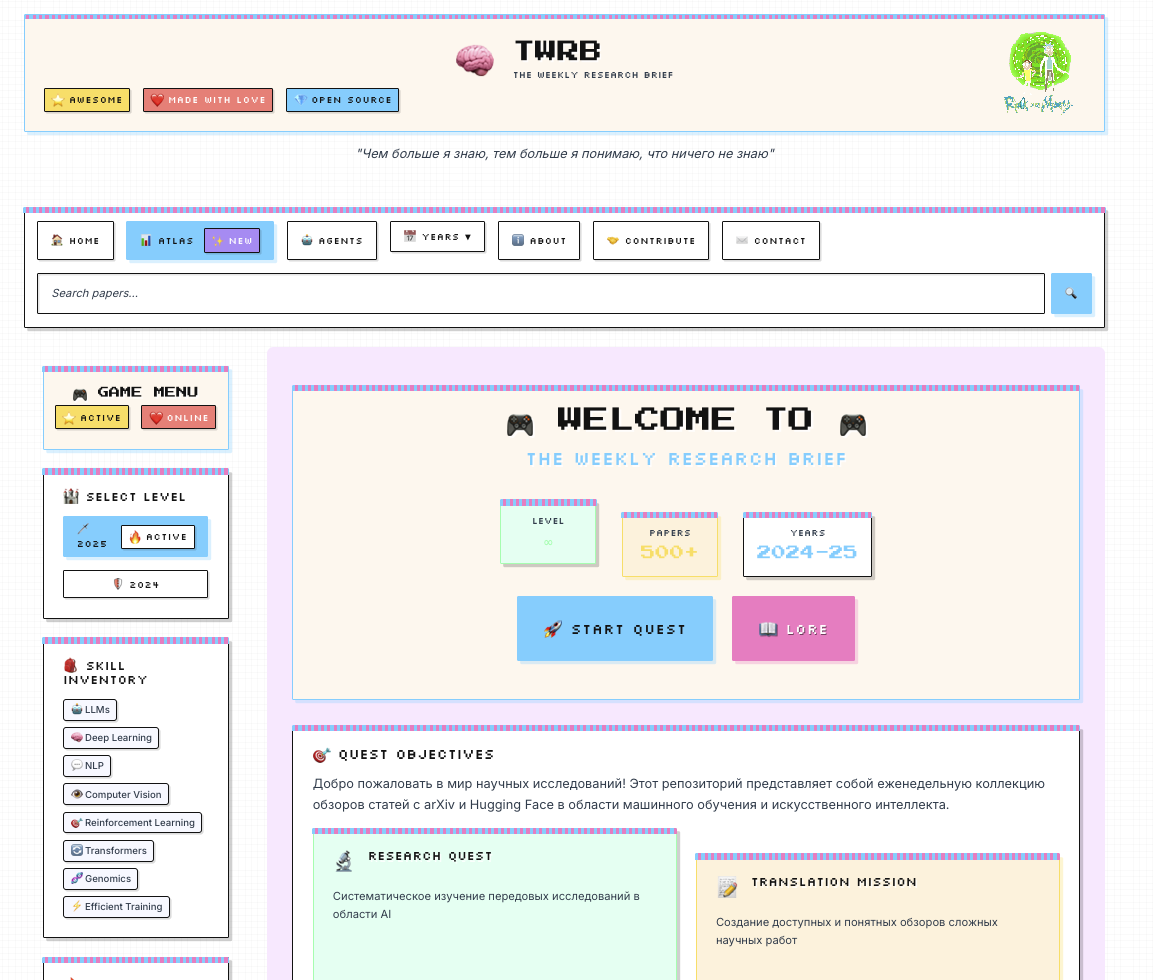 TWRB
THE WEEKLY RESEARCH BRIEF
AWESOME
MADE WITH LOVE
OPEN SOURCE
Rick and Morty
"Чем больше я знаю, тем больше я понимаю, что ничего не знаю"
HOME
ATLAS NEW
AGENTS
YEARS ▼
ABOUT
CONTRIBUTE
CONTACT
Search papers...
GAME MENU
ACTIVE
ONLINE
SELECT LEVEL
2025
ACTIVE
2024
SKILL
INVENTORY
LLMs
Deep Learning
NLP
Computer Vision
Reinforcement Learning
Transformers
Genomics
Efficient Training
WELCOME TO
THE WEEKLY RESEARCH BRIEF
LEVEL
∞
PAPERS
500+
YEARS
2024-25
START QUEST
LORE
QUEST OBJECTIVES
Добро пожаловать в мир научных исследований! Этот репозиторий представляет собой еженедельную коллекцию
обзоров статей с arXiv и Hugging Face в области машинного обучения и искусственного интеллекта.
RESEARCH QUEST
Систематическое изучение передовых исследований в
области AI
TRANSLATION MISSION
Создание доступных и понятных обзоров сложных
научных работ